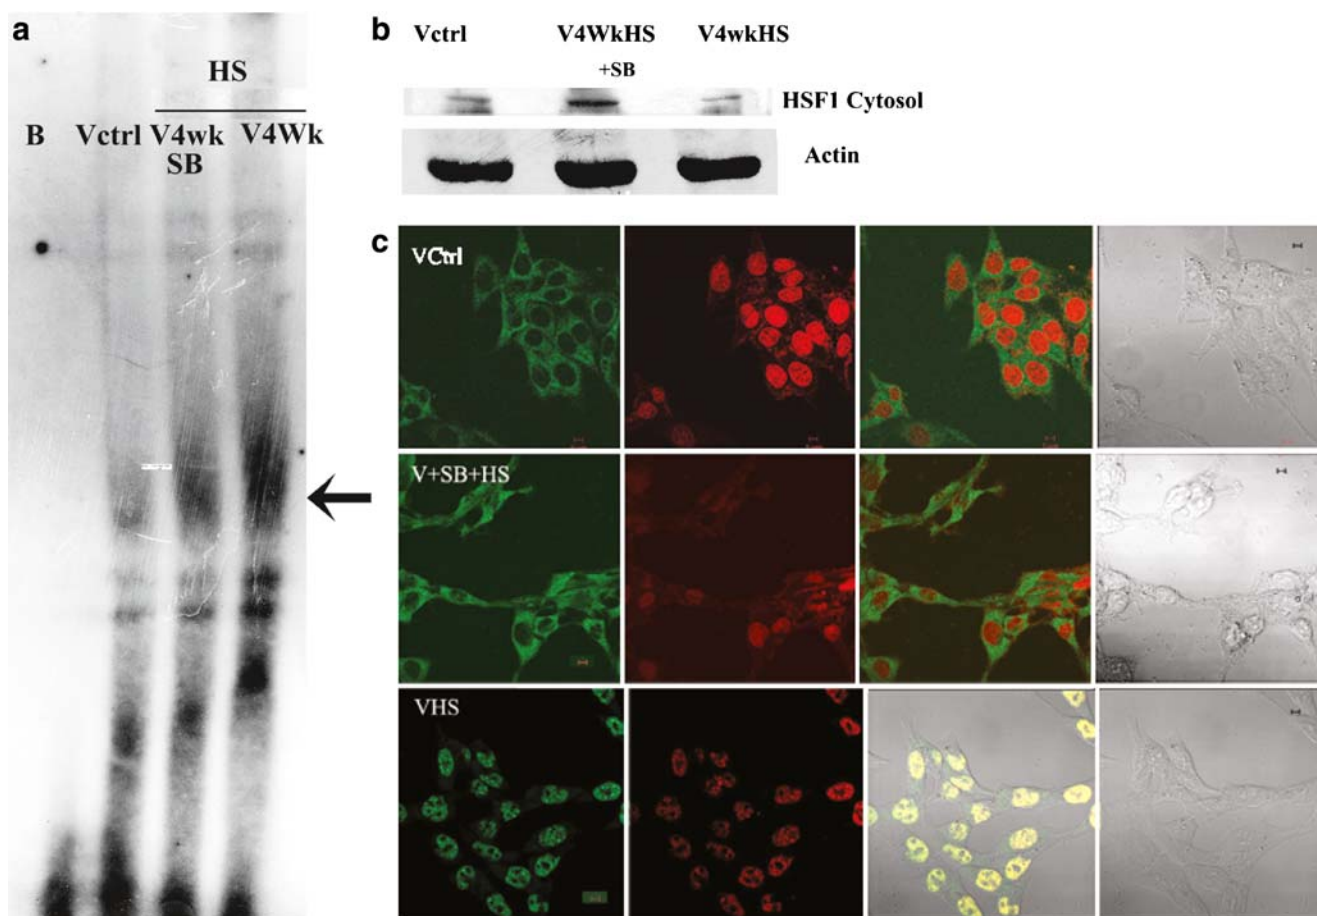 a
HS
B Vctrl V4wk V4Wk
SB
b
Vctrl V4WkHS V4wkHS
+SB
HSF1 Cytosol
Actin
c
VCtrl
V+SB+HS
VHS